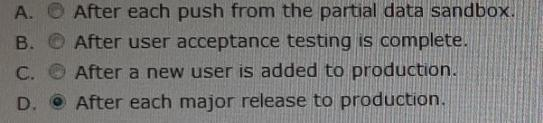 A. After each push from the partial data sandbox.
B. After user acceptance testing is complete.
C. After a new user is added to production.
D. After each major release to production.